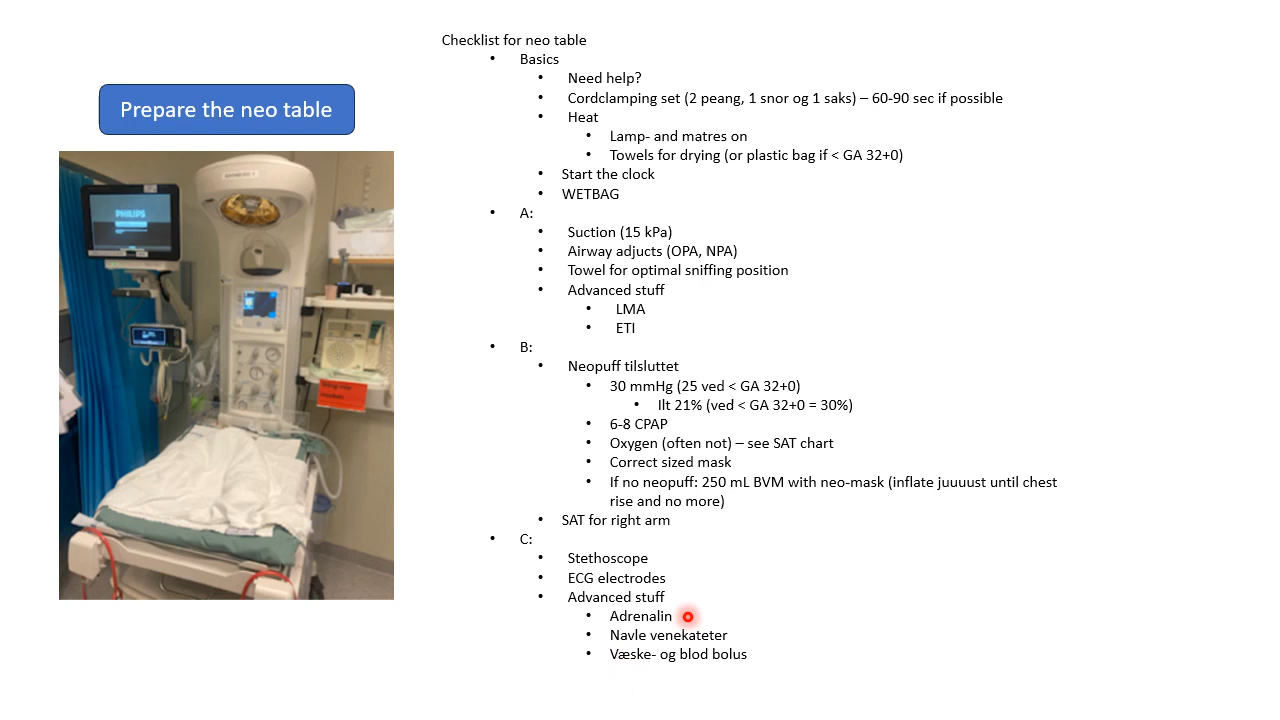 Prepare the neo table
PHILIPS
Checklist for neo table
Basics
Need help?
Cordclamping set (2 peang, 1 snor og 1 saks) – 60-90 sec if possible
Heat
Lamp- and matres on
Towels for drying (or plastic bag if < GA 32+0)
Start the clock
WETBAG
A:
Suction (15 kPa)
Airway adjucts (OPA, NPA)
Towel for optimal sniffing position
Advanced stuff
LMA
ETI
B:
Neopuff tilsluttet
30 mmHg (25 ved < GA 32+0)
Ilt 21% (ved < GA 32+0 = 30%)
6-8 CPAP
Oxygen (often not) – see SAT chart
Correct sized mask
If no neopuff: 250 mL BVM with neo-mask (inflate juuuust until chest
rise and no more)
SAT for right arm
C:
Stethoscope
ECG electrodes
Advanced stuff
Adrenalin
Navle venekateter
Væske- og blod bolus